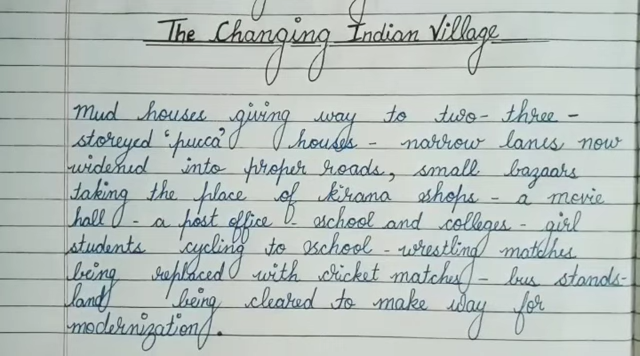 The Changing Indian Village
Mud houses giving way to two- three -
storeyed 'pucca' houses - narrow lanes now
widened into proper roads, small bazaars
taking the place of kirana shops - a movie
hall - a post office - school and colleges - girl
students cycling to school - wrestling matches
being replaced with cricket matches - bus stands-
land being cleared to make way for
modernization.